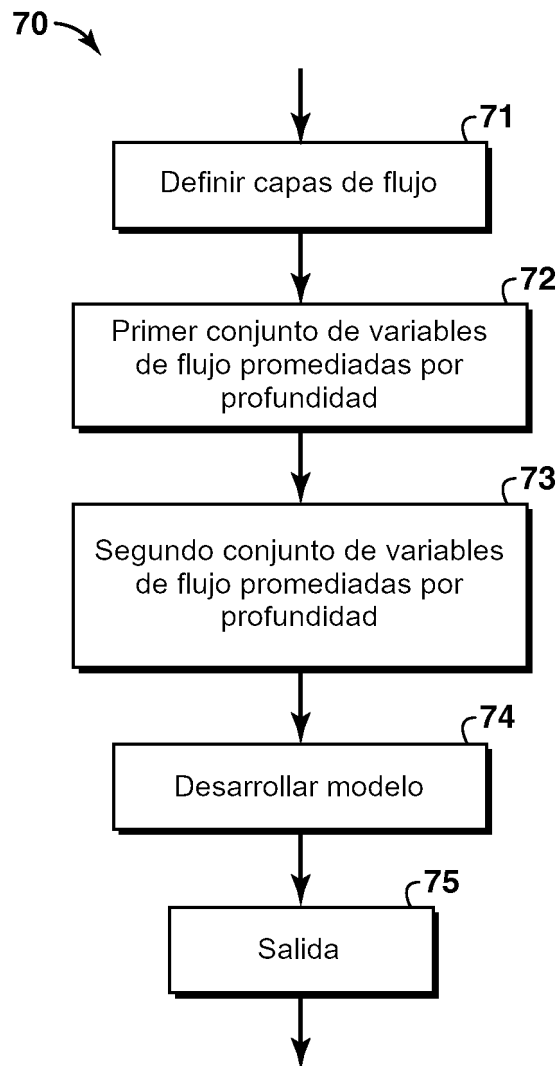 70
71
Definir capas de flujo
72
Primer conjunto de variables
de flujo promediadas por
profundidad
73
Segundo conjunto de variables
de flujo promediadas por
profundidad
74
Desarrollar modelo
75
Salida